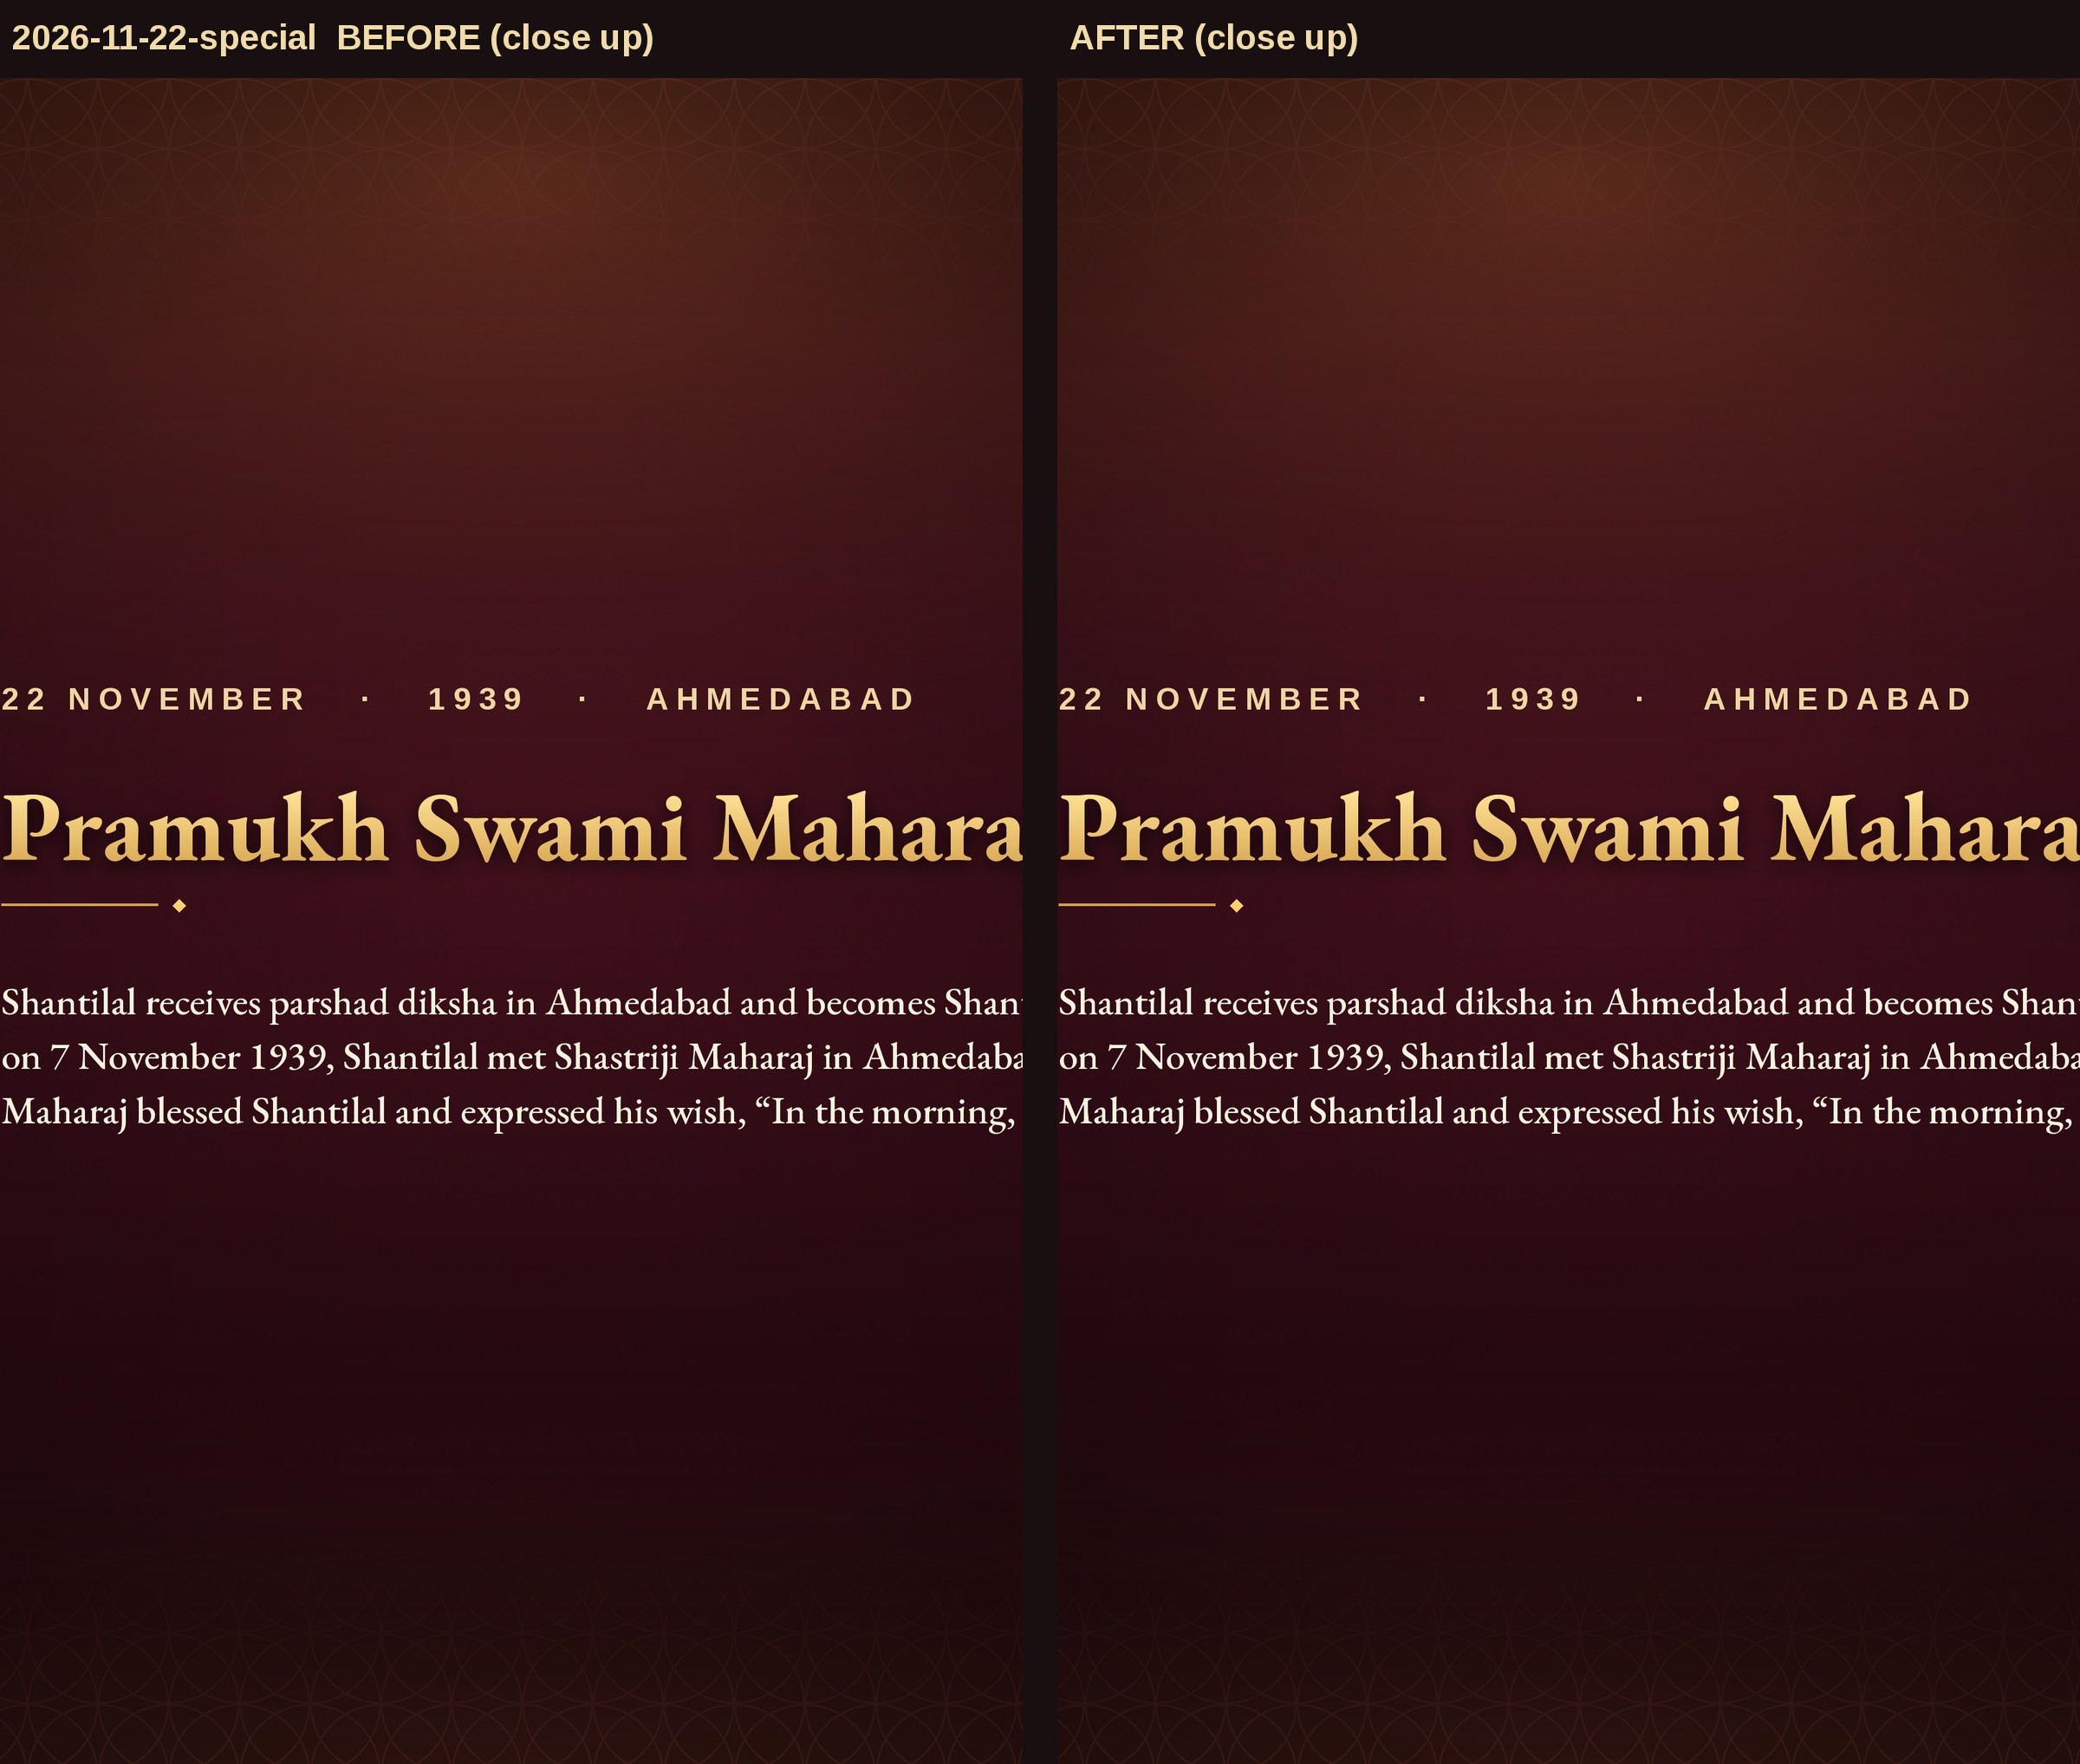 2026-11-22-special BEFORE (close up)
22 NOVEMBER · 1939 · AHMEDABAD
Pramukh Swami Mahara
Shantilal receives parshad diksha in Ahmedabad and becomes Shan
on 7 November 1939, Shantilal met Shastriji Maharaj in Ahmedaba
Maharaj blessed Shantilal and expressed his wish, “In the morning,
AFTER (close up)
22 NOVEMBER · 1939 · AHMEDABAD
Pramukh Swami Mahara
Shantilal receives parshad diksha in Ahmedabad and becomes Shan
on 7 November 1939, Shantilal met Shastriji Maharaj in Ahmedaba
Maharaj blessed Shantilal and expressed his wish, “In the morning,